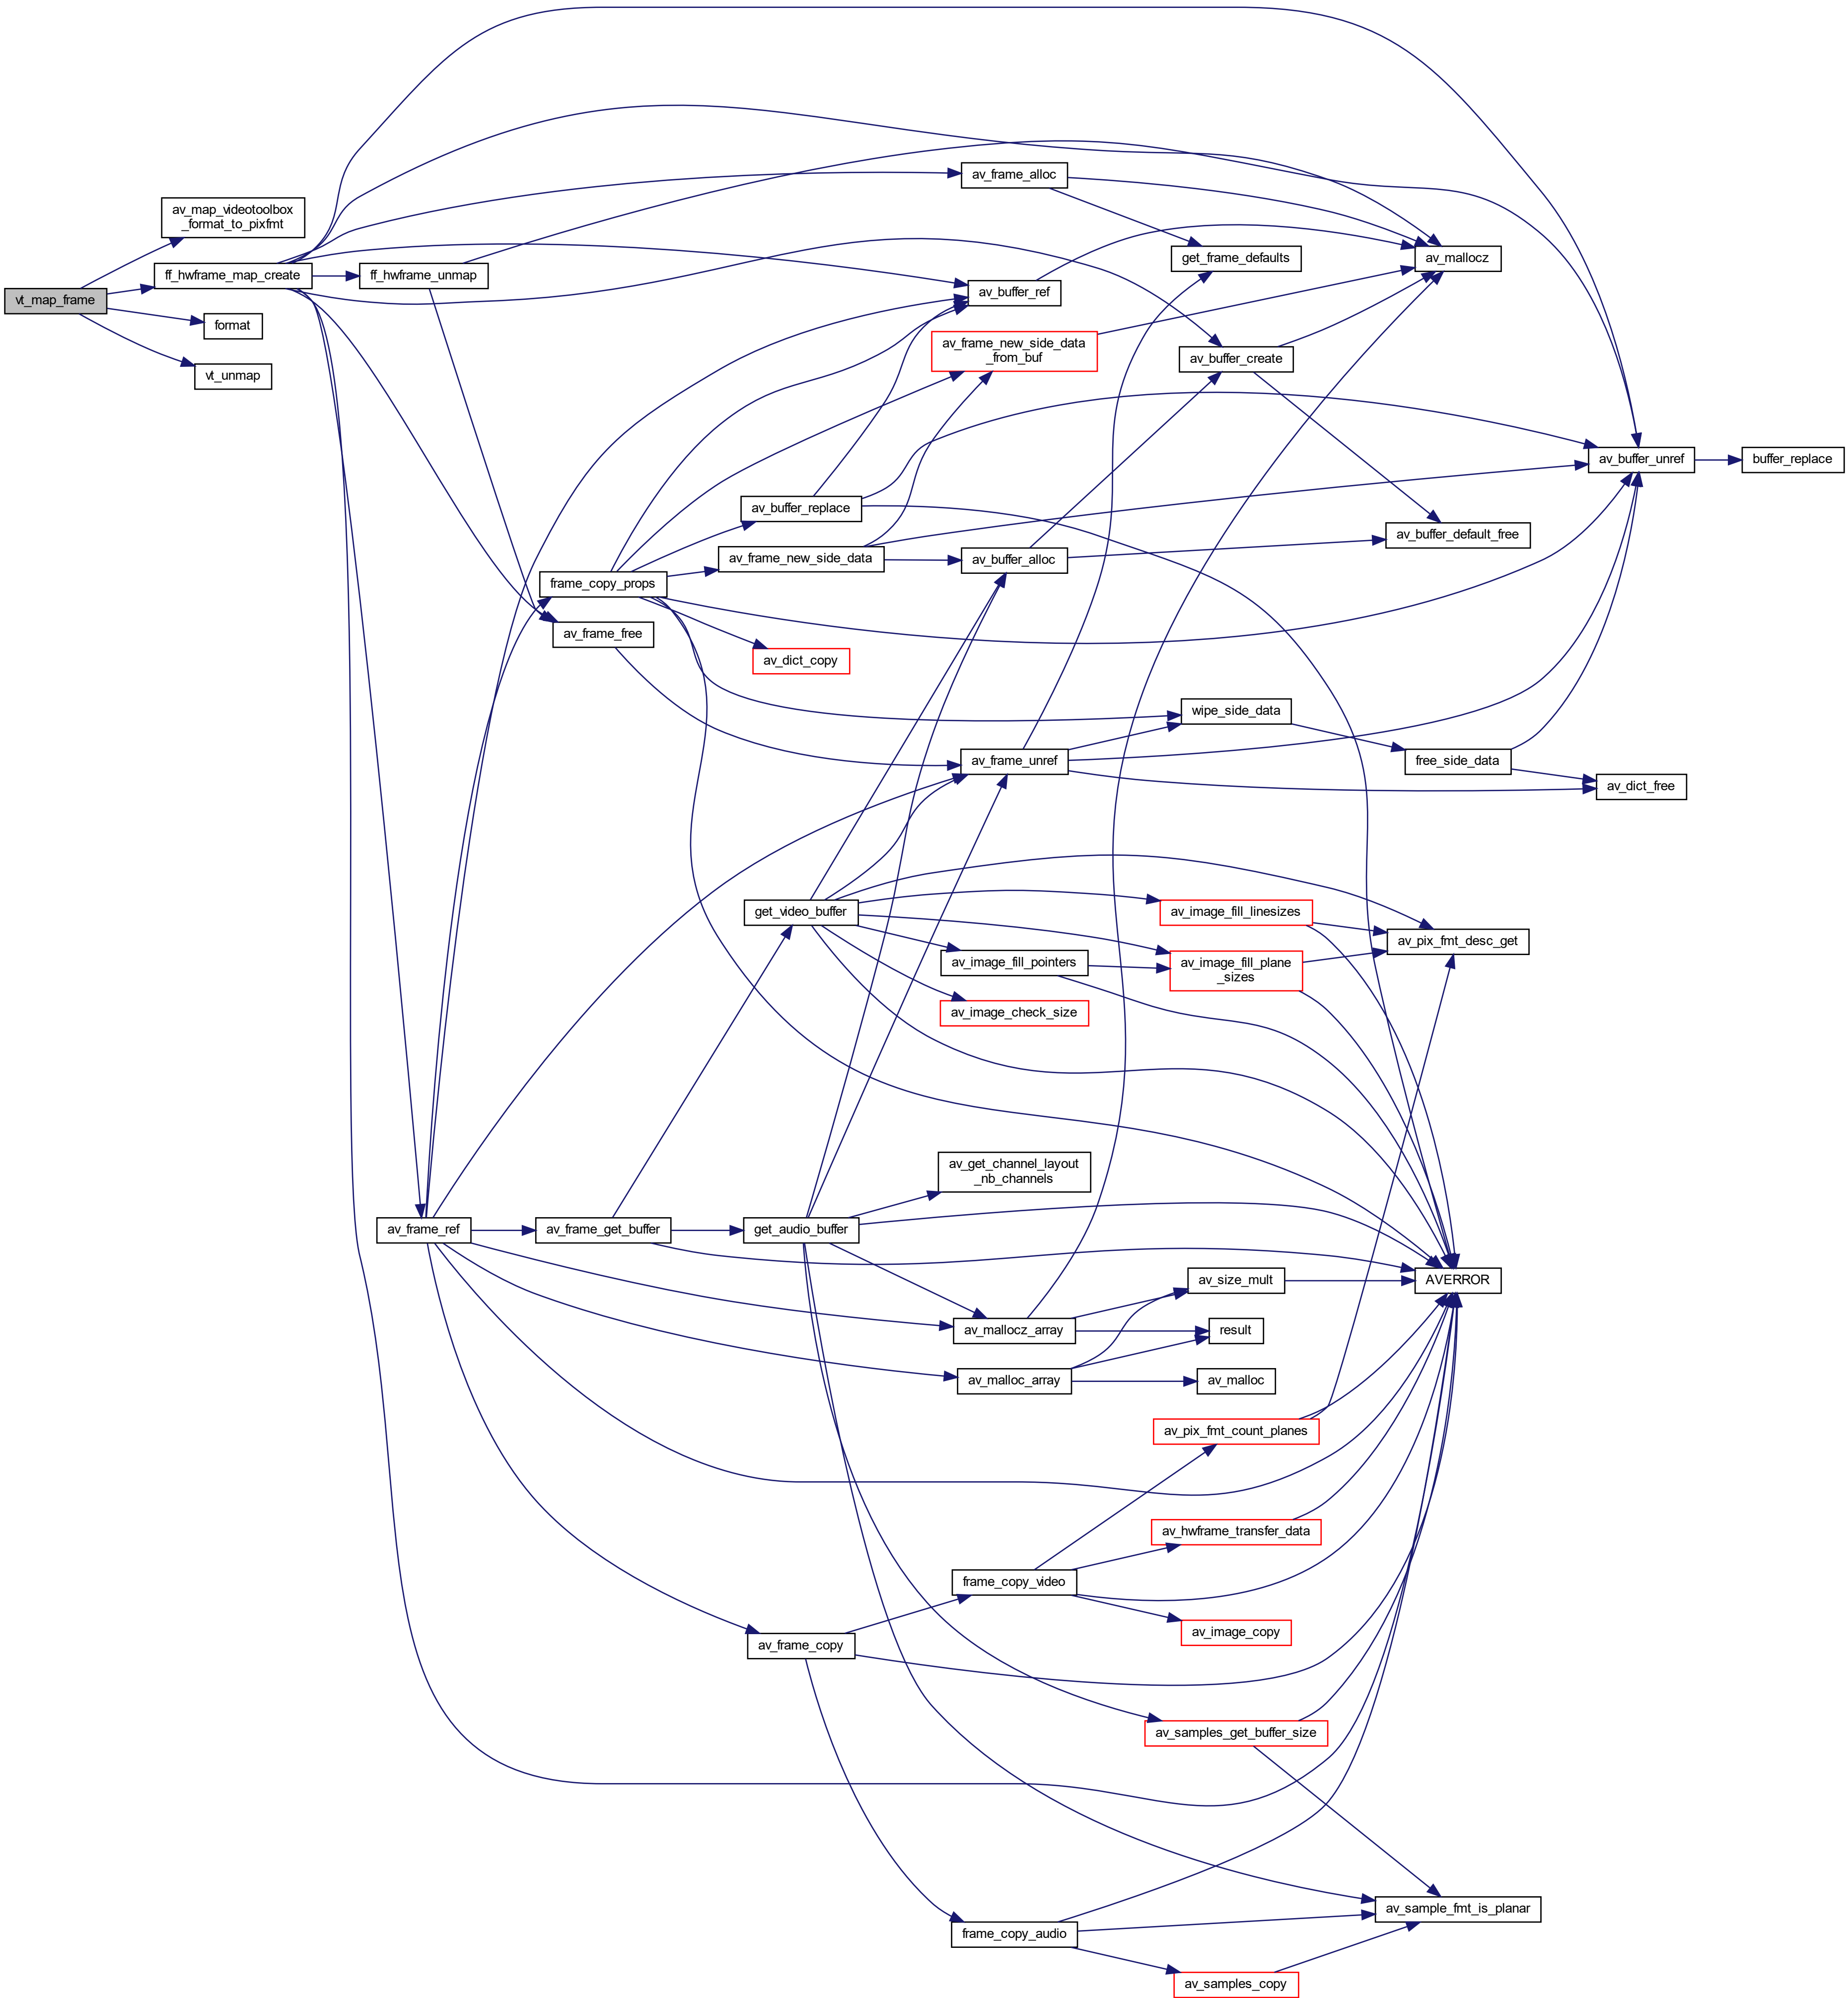 vt_map_frame
av_map_videotoolbox
_format_to_pixfmt
ff_hwframe_map_create
format
vt_unmap
ff_hwframe_unmap
av_frame_alloc
get_frame_defaults
av_mallocz
av_buffer_ref
av_frame_new_side_data
_from_buf
av_buffer_create
av_buffer_unref
buffer_replace
av_buffer_replace
av_buffer_default_free
av_frame_new_side_data
av_buffer_alloc
frame_copy_props
av_frame_free
av_dict_copy
wipe_side_data
av_frame_unref
free_side_data
av_dict_free
get_video_buffer
av_image_fill_linesizes
av_pix_fmt_desc_get
av_image_fill_pointers
av_image_fill_plane
_sizes
av_image_check_size
av_get_channel_layout
_nb_channels
av_frame_ref
av_frame_get_buffer
get_audio_buffer
av_size_mult
AVERROR
av_mallocz_array
result
av_malloc_array
av_malloc
av_pix_fmt_count_planes
av_hwframe_transfer_data
frame_copy_video
av_image_copy
av_frame_copy
av_samples_get_buffer_size
av_sample_fmt_is_planar
frame_copy_audio
av_samples_copy